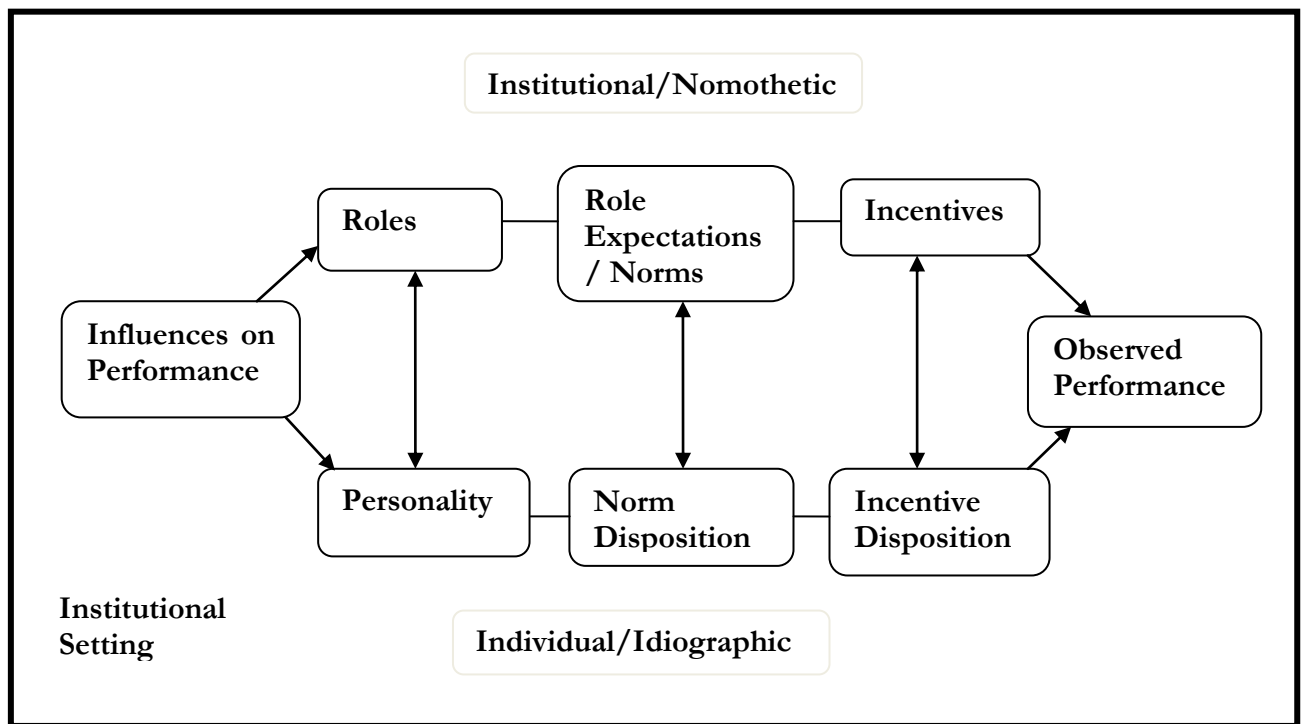 Institutional/Nomothetic
Roles
Role
Expectations
/ Norms
Incentives
Influences on
Performance
Observed
Performance
Personality
Norm
Disposition
Incentive
Disposition
Institutional
Setting
Individual/Idiographic